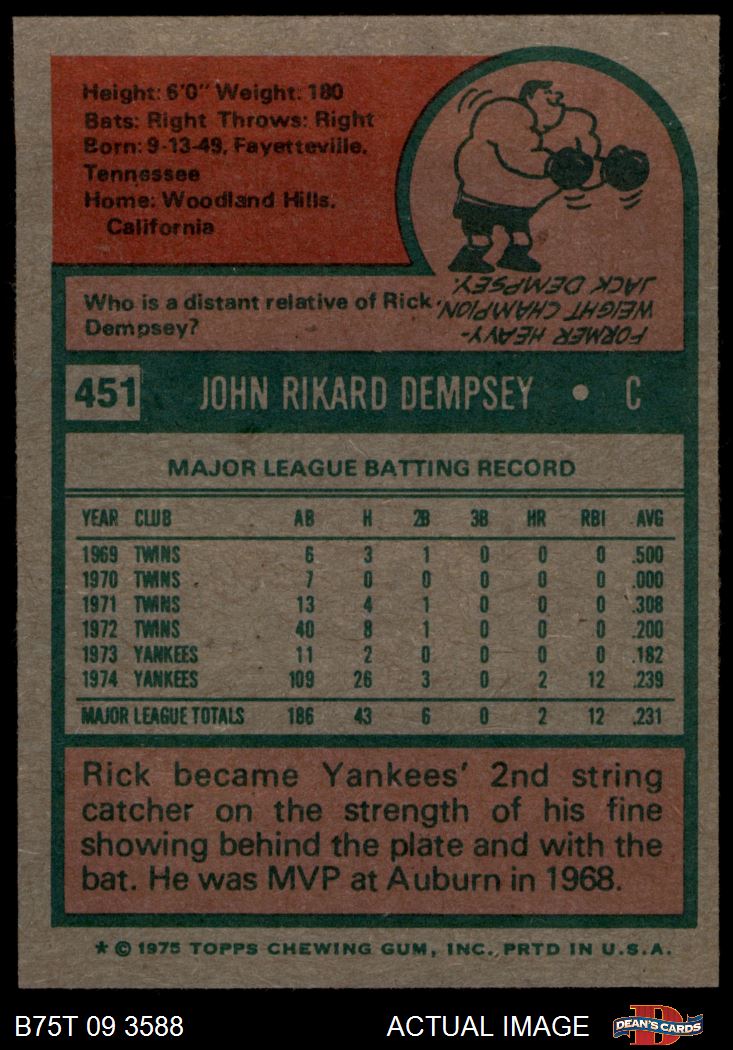 Height: 6'0" Weight: 180
Bats: Right Throws: Right
Born: 9-13-49, Fayetteville,
Tennessee
Home: Woodland Hills,
California
Who is a distant relative of Rick
Dempsey?
FORMER HEAVY-
WEIGHT CHAMPION,
JACK DEMPSEY.
451 JOHN RIKARD DEMPSEY • C
MAJOR LEAGUE BATTING RECORD
YEAR CLUB AB H 2B 3B HR RBI AVG
1969 TWINS 6 3 1 0 0 0 .500
1970 TWINS 7 0 0 0 0 0 .000
1971 TWINS 13 4 1 0 0 0 .308
1972 TWINS 40 8 1 0 0 0 .200
1973 YANKEES 11 2 0 0 0 0 .182
1974 YANKEES 109 26 3 0 2 12 .239
MAJOR LEAGUE TOTALS 186 43 6 0 2 12 .231
Rick became Yankees' 2nd string
catcher on the strength of his fine
showing behind the plate and with the
bat. He was MVP at Auburn in 1968.
* © 1975 TOPPS CHEWING GUM, INC. PRTD IN U.S.A.
B75T 09 3588 ACTUAL IMAGE DEAN'S CARDS